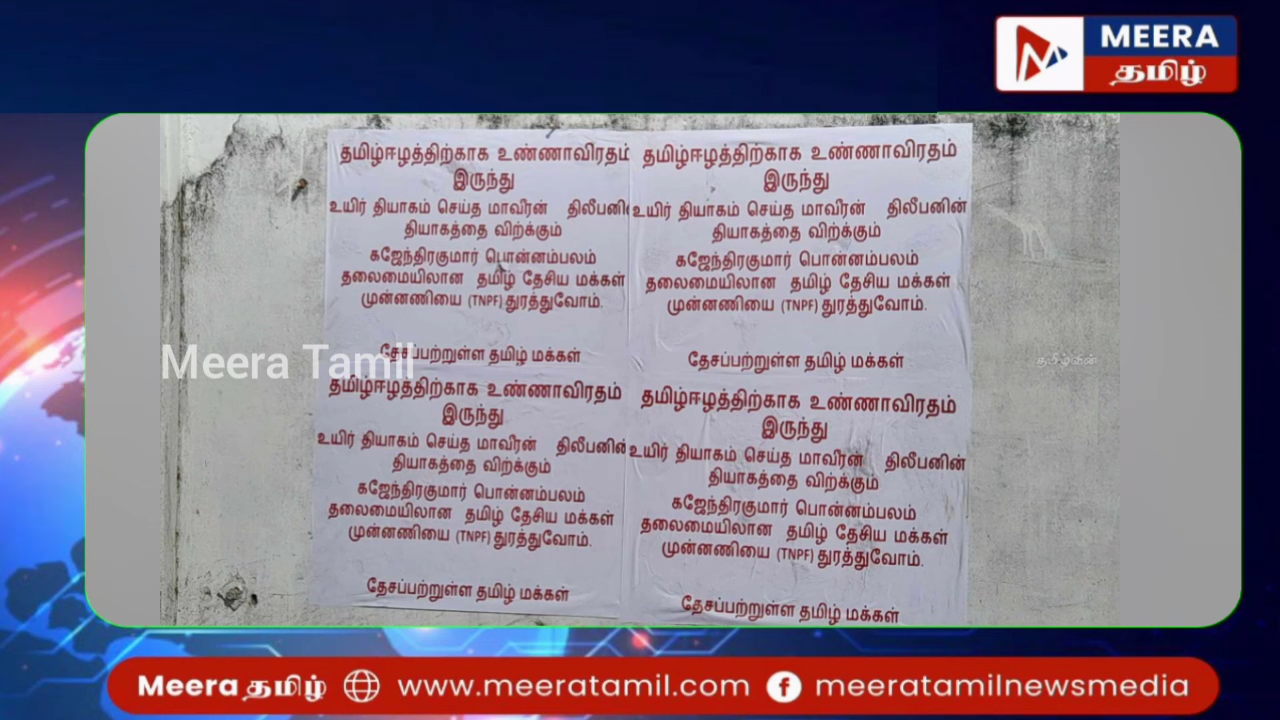 MEERA
தமிழ்
தமிழ்ஈழத்திற்காக உண்ணாவிரதம்
இருந்து
உயிர் தியாகம் செய்த மாவீரன் திலீபனின்
தியாகத்தை விற்க்கும்
கஜேந்திரகுமார் பொன்னம்பலம்
தலைமையிலான தமிழ் தேசிய மக்கள்
முன்னணியை (TNPF) துரத்துவோம்.
தேசப்பற்றுள்ள தமிழ் மக்கள்
தமிழ்ஈழத்திற்காக உண்ணாவிரதம்
இருந்து
உயிர் தியாகம் செய்த மாவீரன் திலீபனின்
தியாகத்தை விற்க்கும்
கஜேந்திரகுமார் பொன்னம்பலம்
தலைமையிலான தமிழ் தேசிய மக்கள்
முன்னணியை (TNPF) துரத்துவோம்.
தேசப்பற்றுள்ள தமிழ் மக்கள்
Meera Tamil
தமிழ்வின்
தமிழ்ஈழத்திற்காக உண்ணாவிரதம்
இருந்து
உயிர் தியாகம் செய்த மாவீரன் திலீபனின்
தியாகத்தை விற்க்கும்
கஜேந்திரகுமார் பொன்னம்பலம்
தலைமையிலான தமிழ் தேசிய மக்கள்
முன்னணியை (TNPF) துரத்துவோம்.
தேசப்பற்றுள்ள தமிழ் மக்கள்
தமிழ்ஈழத்திற்காக உண்ணாவிரதம்
இருந்து
உயிர் தியாகம் செய்த மாவீரன் திலீபனின்
தியாகத்தை விற்க்கும்
கஜேந்திரகுமார் பொன்னம்பலம்
தலைமையிலான தமிழ் தேசிய மக்கள்
முன்னணியை (TNPF) துரத்துவோம்.
தேசப்பற்றுள்ள தமிழ் மக்கள்
Meera தமிழ் www.meeratamil.com meeratamilnewsmedia